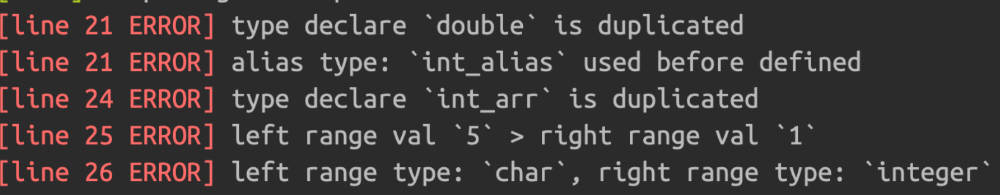 [line 21 ERROR] type declare `double` is duplicated
[line 21 ERROR] alias type: `int_alias` used before defined
[line 24 ERROR] type declare `int_arr` is duplicated
[line 25 ERROR] left range val `5` > right range val `1`
[line 26 ERROR] left range type: `char`, right range type: `integer`